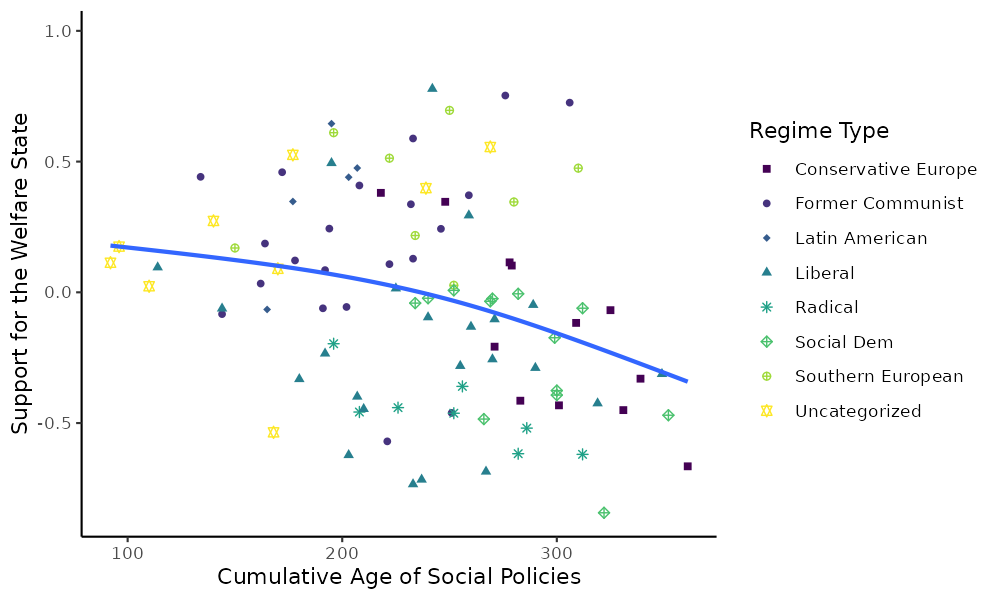 1.0
0.5
0.0
-0.5
Support for the Welfare State
100 200 300
Cumulative Age of Social Policies
Regime Type
Conservative Europe
Former Communist
Latin American
Liberal
Radical
Social Dem
Southern European
Uncategorized